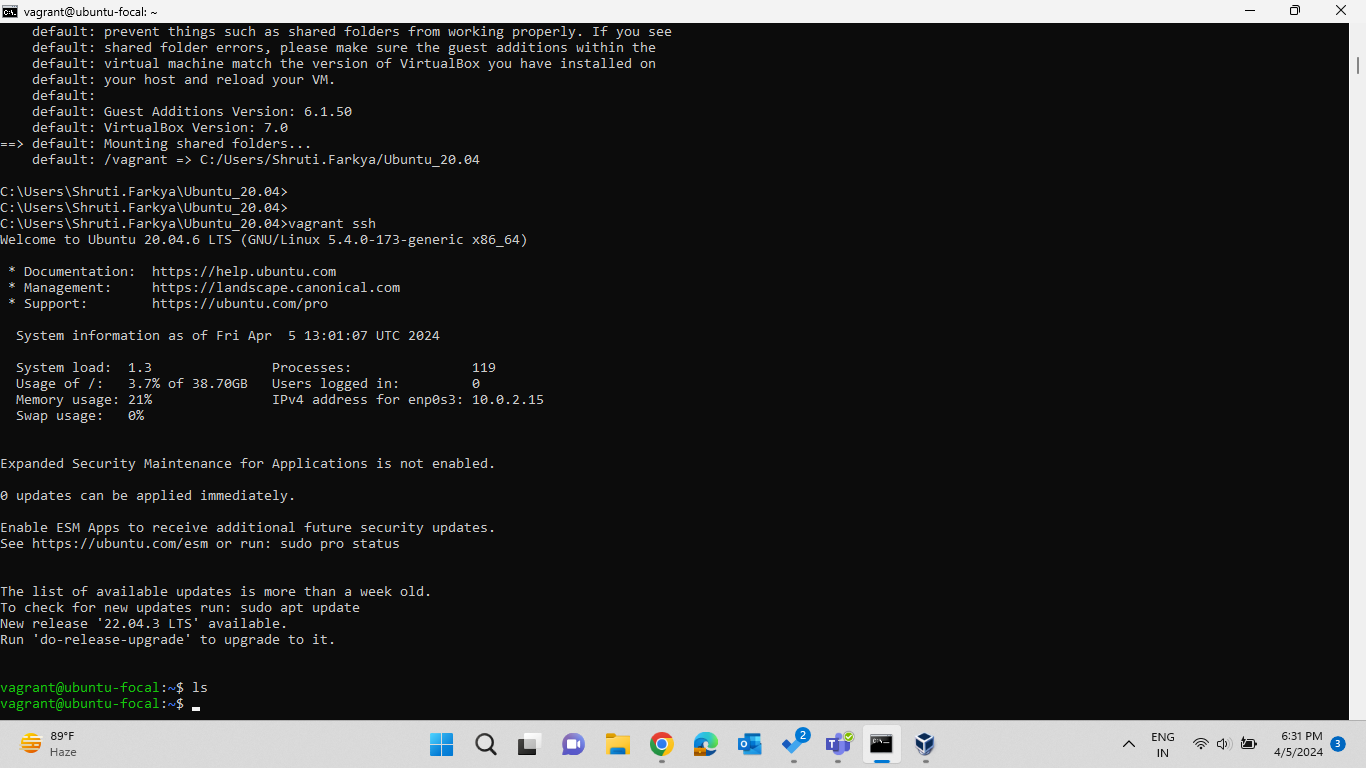 vagrant@ubuntu-focal: ~
default: prevent things such as shared folders from working properly. If you see
default: shared folder errors, please make sure the guest additions within the
default: virtual machine match the version of VirtualBox you have installed on
default: your host and reload your VM.
default:
default: Guest Additions Version: 6.1.50
default: VirtualBox Version: 7.0
==> default: Mounting shared folders...
default: /vagrant => C:/Users/Shruti.Farkya/Ubuntu_20.04
C:\Users\Shruti.Farkya\Ubuntu_20.04>
C:\Users\Shruti.Farkya\Ubuntu_20.04>
C:\Users\Shruti.Farkya\Ubuntu_20.04>vagrant ssh
Welcome to Ubuntu 20.04.6 LTS (GNU/Linux 5.4.0-173-generic x86_64)
* Documentation:  https://help.ubuntu.com
* Management:     https://landscape.canonical.com
* Support:        https://ubuntu.com/pro
System information as of Fri Apr  5 13:01:07 UTC 2024
System load:  1.3               Processes:               119
Usage of /:   3.7% of 38.70GB   Users logged in:         0
Memory usage: 21%               IPv4 address for enp0s3: 10.0.2.15
Swap usage:   0%
Expanded Security Maintenance for Applications is not enabled.
0 updates can be applied immediately.
Enable ESM Apps to receive additional future security updates.
See https://ubuntu.com/esm or run: sudo pro status
The list of available updates is more than a week old.
To check for new updates run: sudo apt update
New release '22.04.3 LTS' available.
Run 'do-release-upgrade' to upgrade to it.
vagrant@ubuntu-focal:~$ ls
vagrant@ubuntu-focal:~$
89°F
Haze
2
ENG
IN
6:31 PM
4/5/2024
3